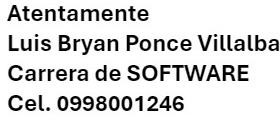 Atentamente
Luis Bryan Ponce Villalba
Carrera de SOFTWARE
Cel. 0998001246